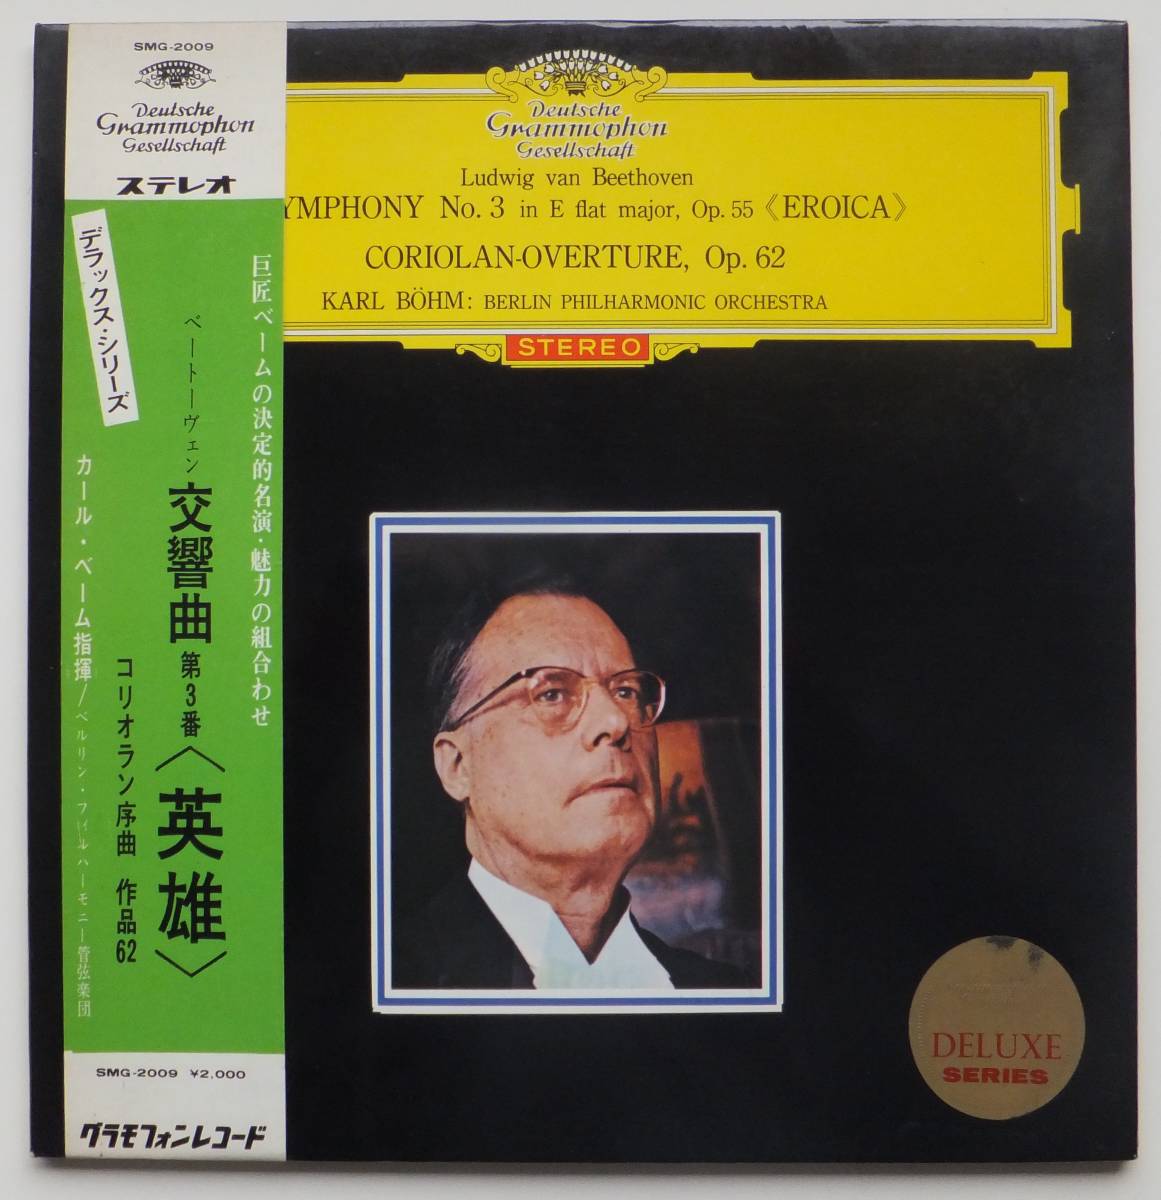 SMG-2009
Deutsche
Grammophon
Gesellschaft
ステレオ
デラックス・シリーズ
巨匠ベームの決定的名演・魅力の組合わせ
ベートーヴェン
交響曲 第3番 〈英雄〉
コリオラン序曲 作品62
カール・ベーム指揮/ベルリン・フィルハーモニー管弦楽団
SMG-2009 ¥2,000
グラモフォンレコード
Deutsche
Grammophon
Gesellschaft
Ludwig van Beethoven
YMPHONY No. 3 in E flat major, Op. 55 《EROICA》
CORIOLAN-OVERTURE, Op. 62
KARL BÖHM: BERLIN PHILHARMONIC ORCHESTRA
STEREO
DELUXE
SERIES